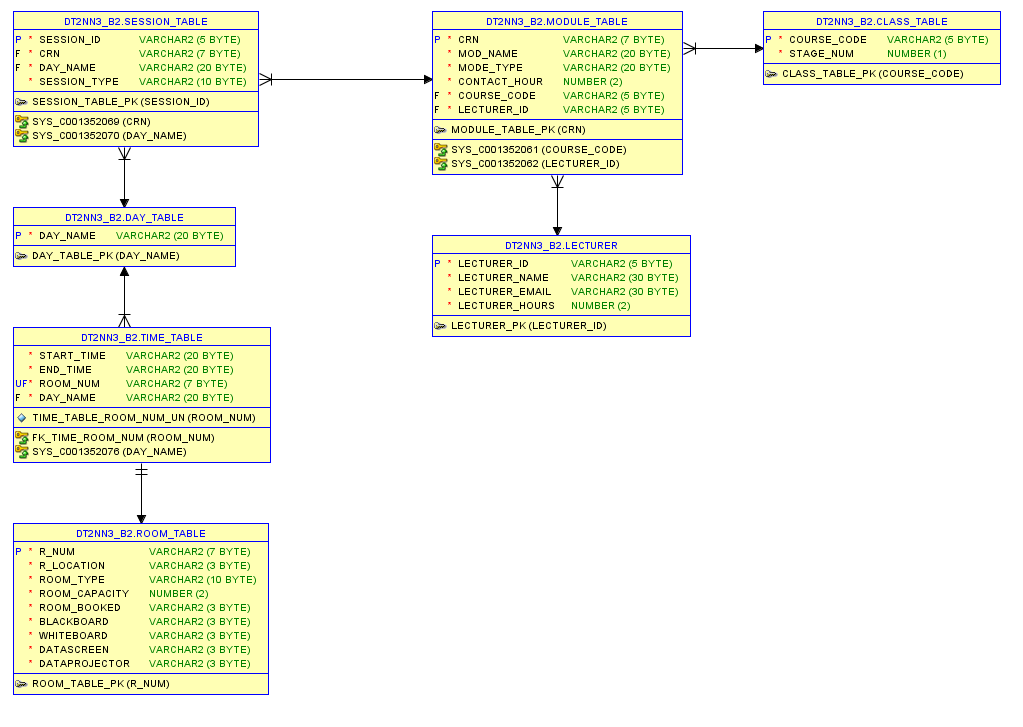 DT2NN3_B2.SESSION_TABLE
P * SESSION_ID VARCHAR2 (5 BYTE)
F * CRN VARCHAR2 (7 BYTE)
F * DAY_NAME VARCHAR2 (20 BYTE)
* SESSION_TYPE VARCHAR2 (10 BYTE)
SESSION_TABLE_PK (SESSION_ID)
SYS_C001352069 (CRN)
SYS_C001352070 (DAY_NAME)
DT2NN3_B2.MODULE_TABLE
P * CRN VARCHAR2 (7 BYTE)
* MOD_NAME VARCHAR2 (20 BYTE)
* MODE_TYPE VARCHAR2 (20 BYTE)
* CONTACT_HOUR NUMBER (2)
F * COURSE_CODE VARCHAR2 (5 BYTE)
F * LECTURER_ID VARCHAR2 (5 BYTE)
MODULE_TABLE_PK (CRN)
SYS_C001352061 (COURSE_CODE)
SYS_C001352062 (LECTURER_ID)
DT2NN3_B2.CLASS_TABLE
P * COURSE_CODE VARCHAR2 (5 BYTE)
* STAGE_NUM NUMBER (1)
CLASS_TABLE_PK (COURSE_CODE)
DT2NN3_B2.DAY_TABLE
P * DAY_NAME VARCHAR2 (20 BYTE)
DAY_TABLE_PK (DAY_NAME)
DT2NN3_B2.LECTURER
P * LECTURER_ID VARCHAR2 (5 BYTE)
* LECTURER_NAME VARCHAR2 (30 BYTE)
* LECTURER_EMAIL VARCHAR2 (30 BYTE)
* LECTURER_HOURS NUMBER (2)
LECTURER_PK (LECTURER_ID)
DT2NN3_B2.TIME_TABLE
* START_TIME VARCHAR2 (20 BYTE)
* END_TIME VARCHAR2 (20 BYTE)
UF * ROOM_NUM VARCHAR2 (7 BYTE)
F * DAY_NAME VARCHAR2 (20 BYTE)
TIME_TABLE_ROOM_NUM_UN (ROOM_NUM)
FK_TIME_ROOM_NUM (ROOM_NUM)
SYS_C001352076 (DAY_NAME)
DT2NN3_B2.ROOM_TABLE
P * R_NUM VARCHAR2 (7 BYTE)
* R_LOCATION VARCHAR2 (3 BYTE)
* ROOM_TYPE VARCHAR2 (10 BYTE)
* ROOM_CAPACITY NUMBER (2)
* ROOM_BOOKED VARCHAR2 (3 BYTE)
* BLACKBOARD VARCHAR2 (3 BYTE)
* WHITEBOARD VARCHAR2 (3 BYTE)
* DATASCREEN VARCHAR2 (3 BYTE)
* DATAPROJECTOR VARCHAR2 (3 BYTE)
ROOM_TABLE_PK (R_NUM)